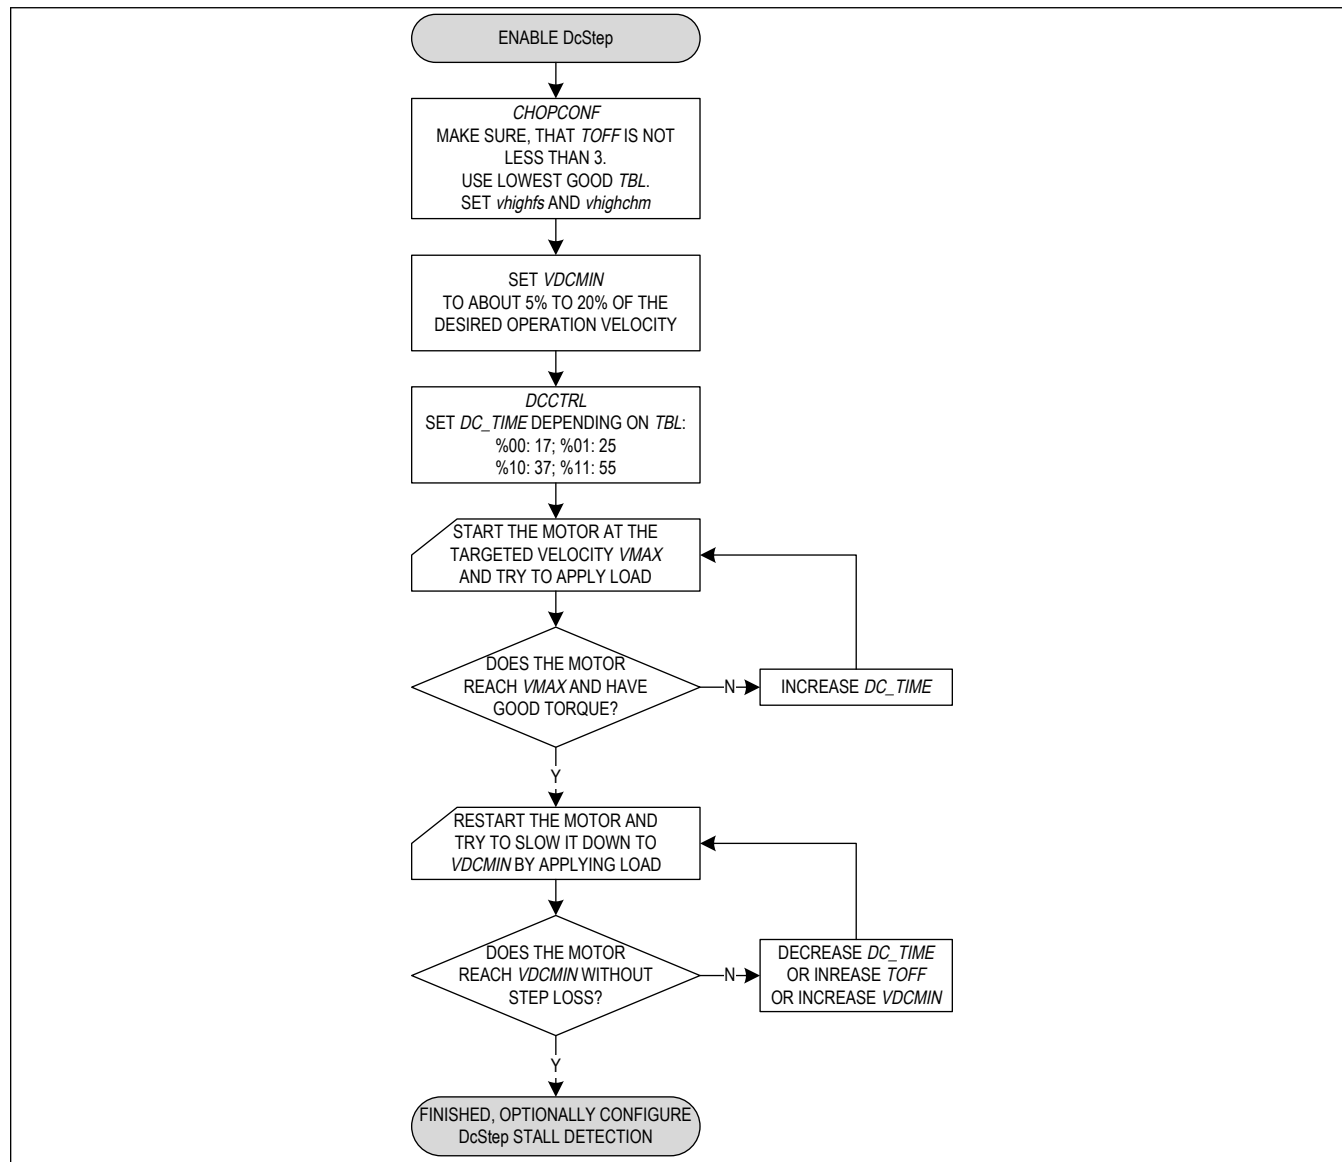 ENABLE DcStep
CHOPCONF
MAKE SURE, THAT TOFF IS NOT
LESS THAN 3.
USE LOWEST GOOD TBL.
SET vhighfs AND vhighchm
SET VDCMIN
TO ABOUT 5% TO 20% OF THE
DESIRED OPERATION VELOCITY
DCCTRL
SET DC_TIME DEPENDING ON TBL:
%00: 17; %01: 25
%10: 37; %11: 55
START THE MOTOR AT THE
TARGETED VELOCITY VMAX
AND TRY TO APPLY LOAD
DOES THE MOTOR
REACH VMAX AND HAVE
GOOD TORQUE?
N
INCREASE DC_TIME
Y
RESTART THE MOTOR AND
TRY TO SLOW IT DOWN TO
VDCMIN BY APPLYING LOAD
DOES THE MOTOR
REACH VDCMIN WITHOUT
STEP LOSS?
N
DECREASE DC_TIME
OR INREASE TOFF
OR INCREASE VDCMIN
Y
FINISHED, OPTIONALLY CONFIGURE
DcStep STALL DETECTION